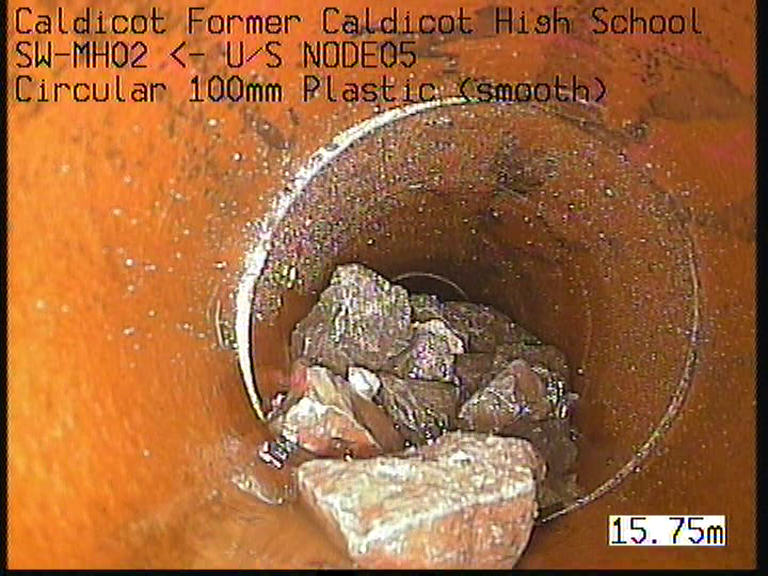 Caldicot Former Caldicot High School
SW-MH02 <- U/S NODE05
Circular 100mm Plastic (smooth)
15.75m